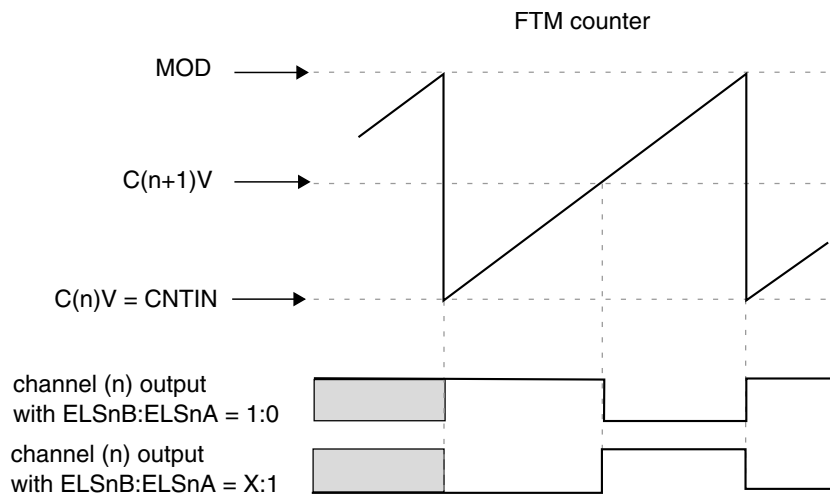 FTM counter
MOD
C(n+1)V
C(n)V = CNTIN
channel (n) output
with ELSnB:ELSnA = 1:0
channel (n) output
with ELSnB:ELSnA = X:1